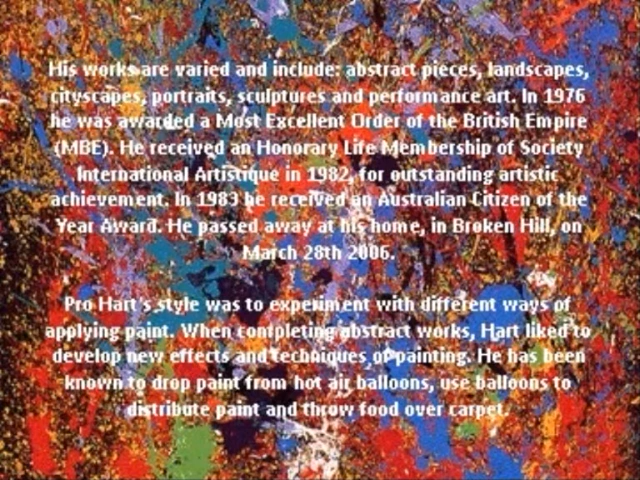 His works are varied and include: abstract pieces, landscapes,
cityscapes, portraits, sculptures and performance art. In 1976
he was awarded a Most Excellent Order of the British Empire
(MBE). He received an Honorary Life Membership of Society
International Artistique in 1982, for outstanding artistic
achievement. In 1983 he received an Australian Citizen of the
Year Award. He passed away at his home, in Broken Hill, on
March 28th 2006.
Pro Hart's style was to experiment with different ways of
applying paint. When completing abstract works, Hart liked to
develop new effects and techniques of painting. He has been
known to drop paint from hot air balloons, use balloons to
distribute paint and throw food over carpet.